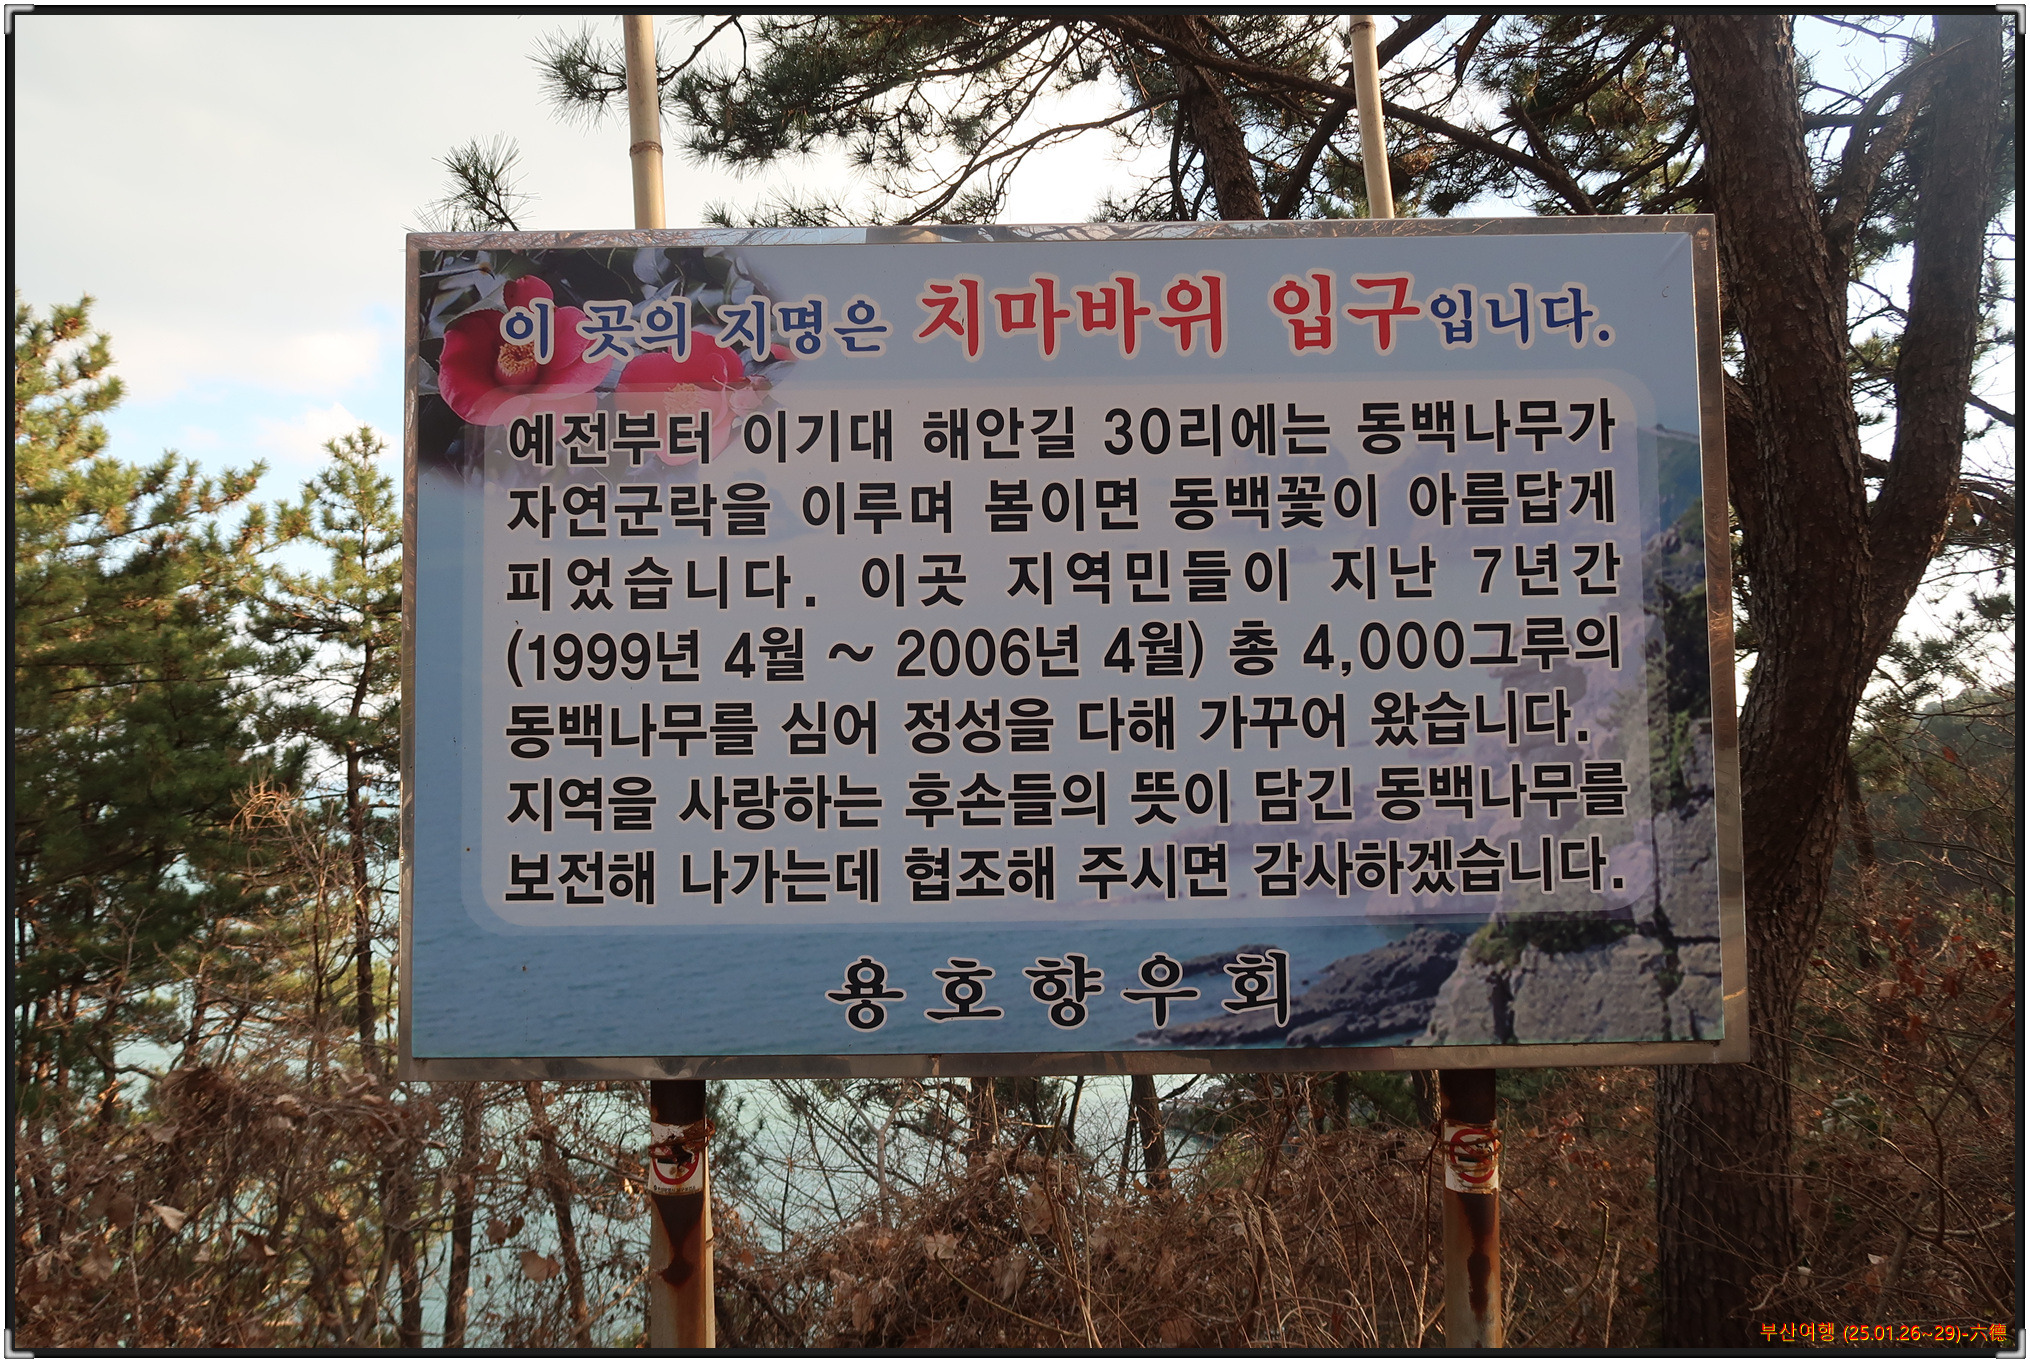 이 곳의 지명은 치마바위 입구입니다.
예전부터 이기대 해안길 30리에는 동백나무가
자연군락을 이루며 봄이면 동백꽃이 아름답게
피었습니다. 이곳 지역민들이 지난 7년간
(1999년 4월 ~ 2006년 4월) 총 4,000그루의
동백나무를 심어 정성을 다해 가꾸어 왔습니다.
지역을 사랑하는 후손들의 뜻이 담긴 동백나무를
보전해 나가는데 협조해 주시면 감사하겠습니다.
용호향우회
부산여행 (25.01.26~29)-六德